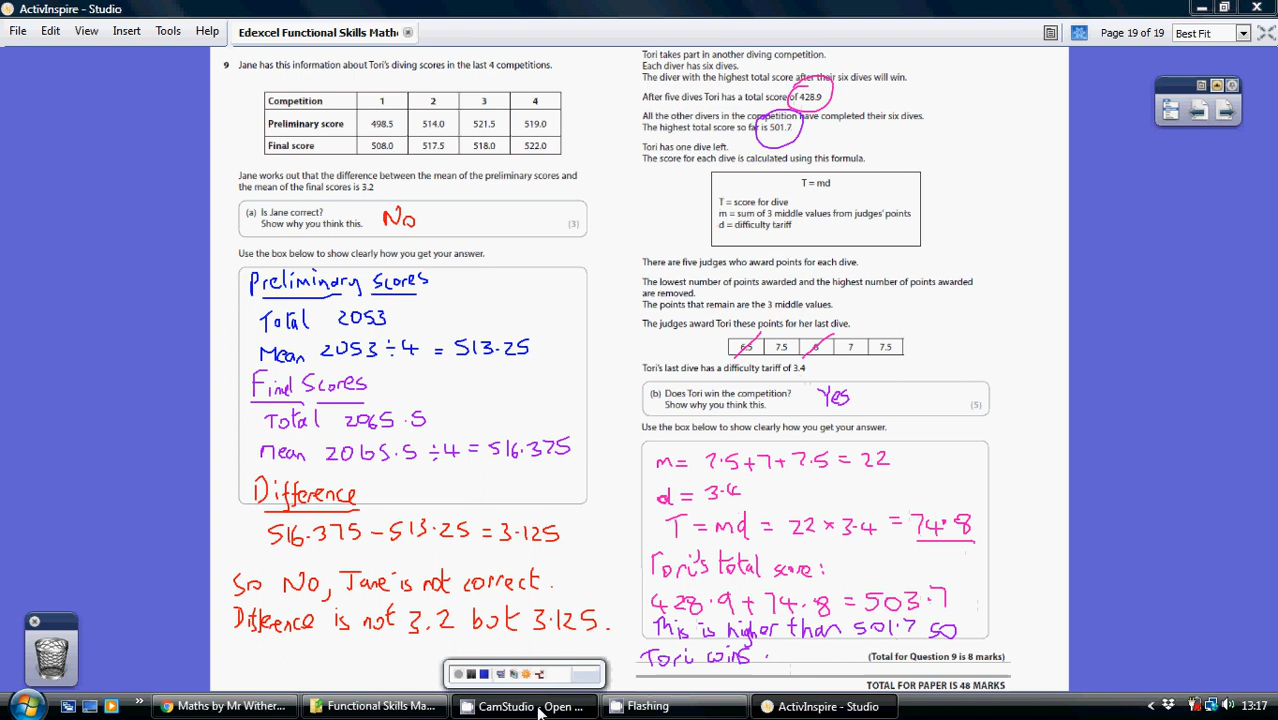 ActivInspire - Studio
File Edit View Insert Tools Help Edexcel Functional Skills Mathe Page 19 of 19 Best Fit
9 Jane has this information about Tori's diving scores in the last 4 competitions.
Competition 1 2 3 4
Preliminary score 498.5 514.0 521.5 519.0
Final score 508.0 517.5 518.0 522.0
Jane works out that the difference between the mean of the preliminary scores and
the mean of the final scores is 3.2
(a) Is Jane correct?
Show why you think this. (3)
No
Use the box below to show clearly how you get your answer.
Preliminary scores
Total 2053
Mean 2053 ÷ 4 = 513.25
Final Scores
Total 2065.5
Mean 2065.5 ÷ 4 = 516.375
Difference
516.375 - 513.25 = 3.125
So No, Jane is not correct.
Difference is not 3.2 but 3.125.
Tori takes part in another diving competition.
Each diver has six dives.
The diver with the highest total score after their six dives will win.
After five dives Tori has a total score of 428.9
All the other divers in the competition have completed their six dives.
The highest total score so far is 501.7
Tori has one dive left.
The score for each dive is calculated using this formula.
T = md
T = score for dive
m = sum of 3 middle values from judges' points
d = difficulty tariff
There are five judges who award points for each dive.
The lowest number of points awarded and the highest number of points awarded
are removed.
The points that remain are the 3 middle values.
The judges award Tori these points for her last dive.
6.5 7.5 8 7 7.5
Tori's last dive has a difficulty tariff of 3.4
(b) Does Tori win the competition?
Show why you think this. (5)
Yes
Use the box below to show clearly how you get your answer.
m = 7.5 + 7 + 7.5 = 22
d = 3.4
T = md = 22 × 3.4 = 74.8
Tori's total score:
428.9 + 74.8 = 503.7
This is higher than 501.7 so
Tori wins.
(Total for Question 9 is 8 marks)
TOTAL FOR PAPER IS 48 MARKS
Maths by Mr Wither... Functional Skills Ma... CamStudio - Open ... Flashing ActivInspire - Studio 13:17